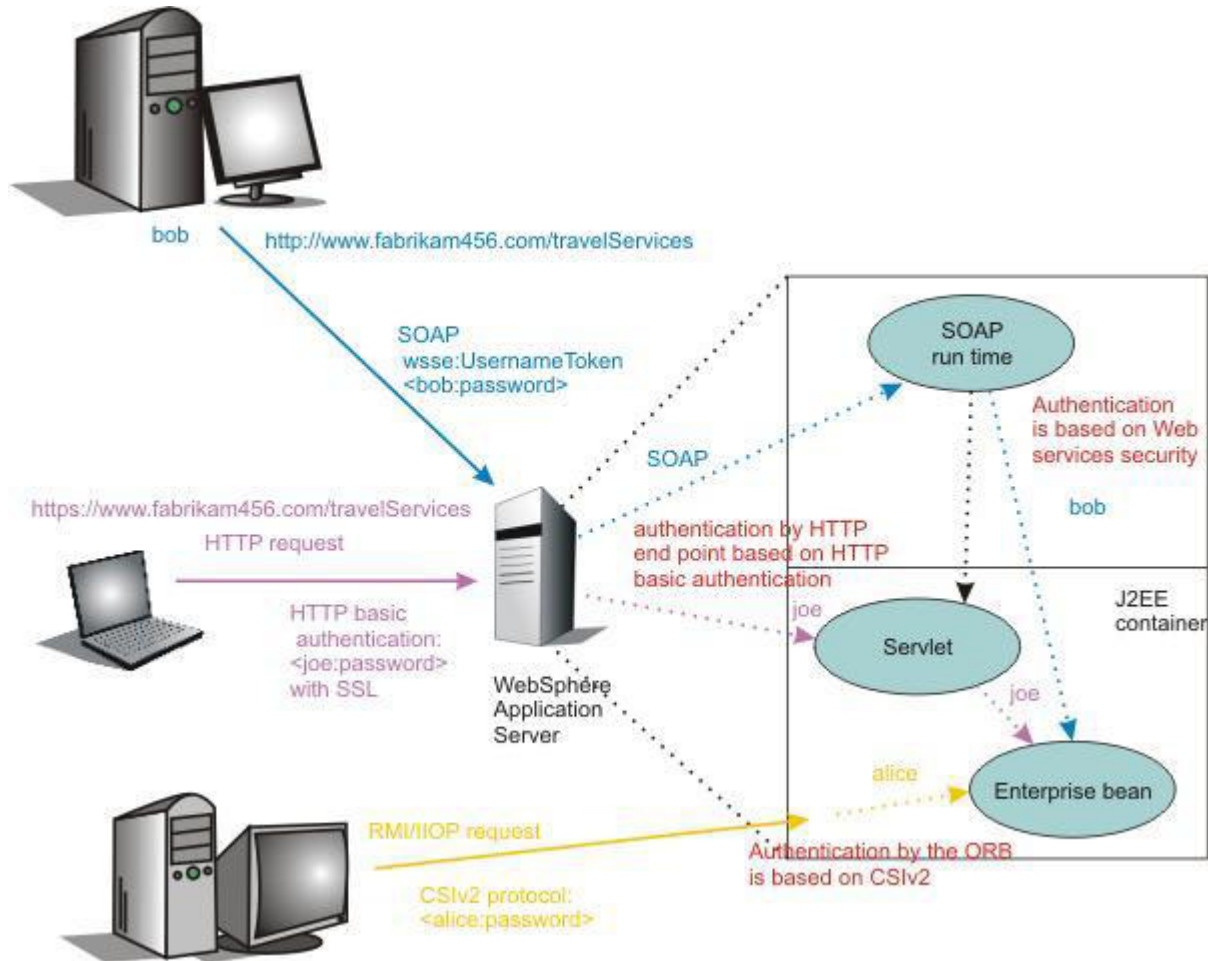 bob
http://www.fabrikam456.com/travelServices
SOAP
wsse:UsernameToken
<bob:password>
SOAP
run time
Authentication
is based on Web
services security
SOAP
bob
https://www.fabrikam456.com/travelServices
HTTP request
authentication by HTTP
end point based on HTTP
basic authentication
HTTP basic
authentication:
<joe:password>
with SSL
joe
J2EE
container
Servlet
WebSphere
Application
Server
joe
alice
Enterprise bean
RMI/IIOP request
Authentication by the ORB
is based on CSIv2
CSIv2 protocol:
<alice:password>